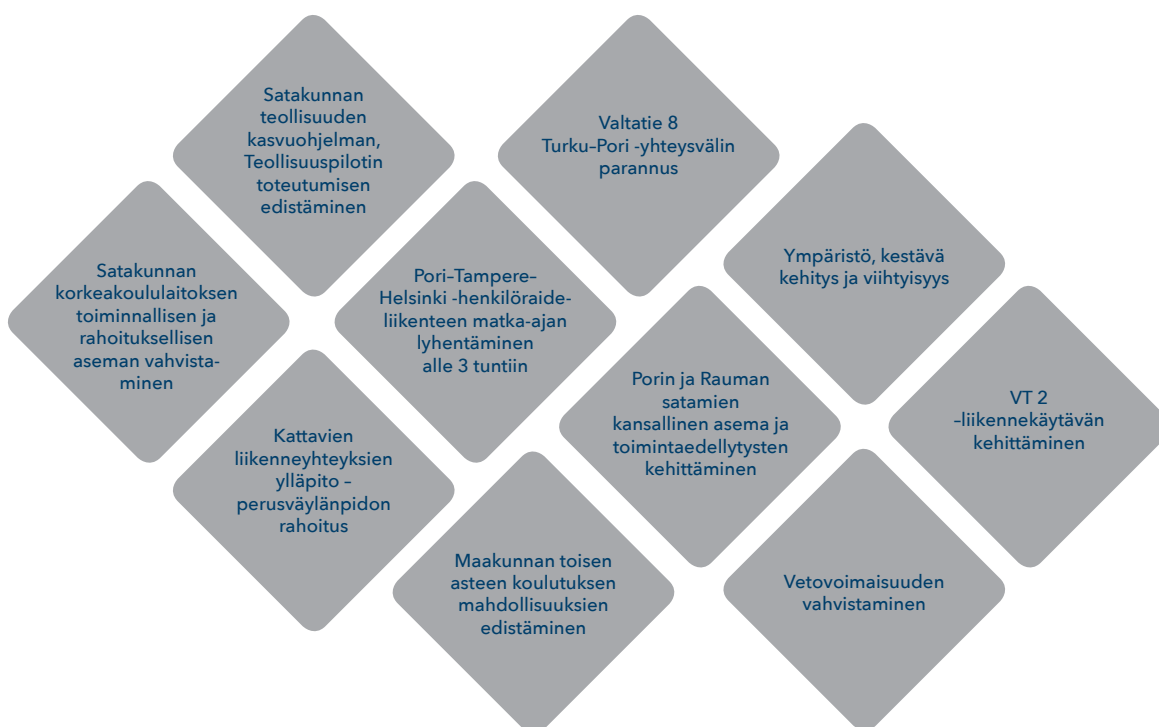 Satakunnan
teollisuuden
kasvuohjelman,
Teollisuuspilotin
toteutumisen
edistäminen
Valtatie 8
Turku–Pori -yhteysvälin
parannus
Ympäristö, kestävä
kehitys ja viihtyisyys
Satakunnan
korkeakoululaitoksen
toiminnallisen ja
rahoituksellisen
aseman vahvista-
minen
Pori–Tampere–
Helsinki -henkilöraide-
liikenteen matka-ajan
lyhentäminen
alle 3 tuntiin
Porin ja Rauman
satamien
kansallinen asema ja
toimintaedellytysten
kehittäminen
VT 2
–liikennekäytävän
kehittäminen
Kattavien
liikenneyhteyksien
ylläpito –
perusväylänpidon
rahoitus
Maakunnan toisen
asteen koulutuksen
mahdollisuuksien
edistäminen
Vetovoimaisuuden
vahvistaminen